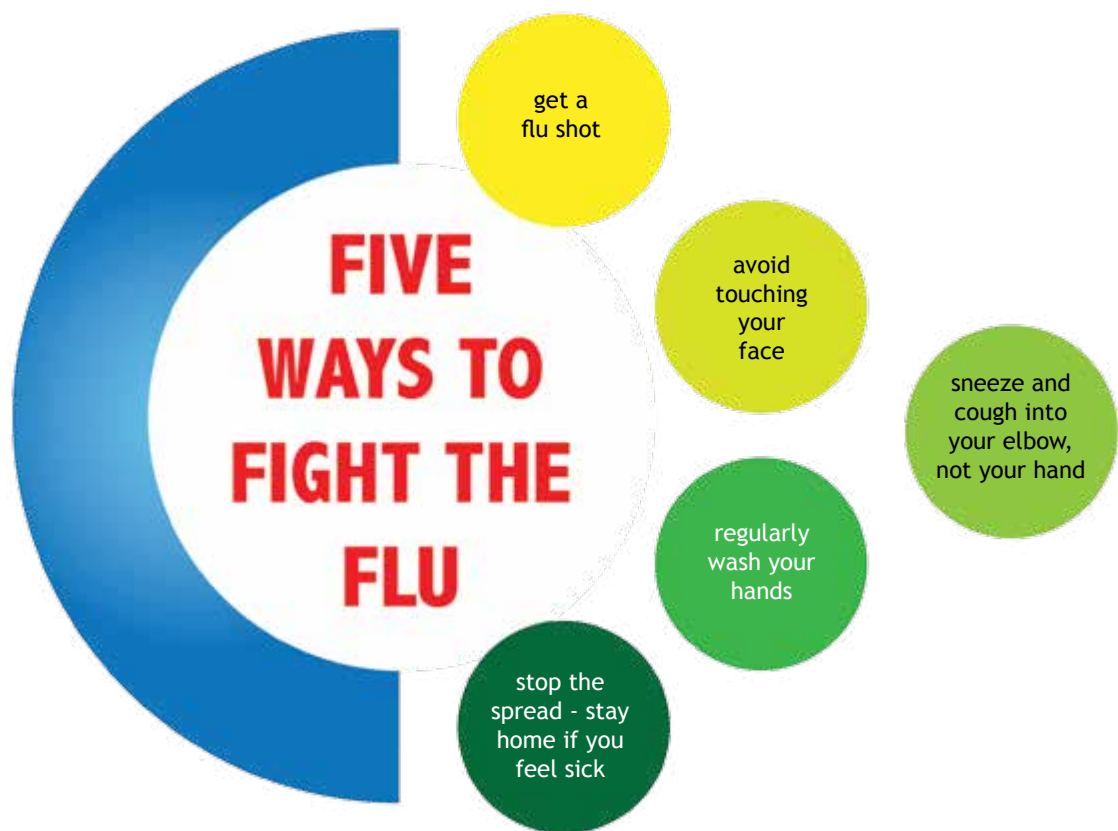 FIVE
WAYS TO
FIGHT THE
FLU
get a
flu shot
avoid
touching
your
face
sneeze and
cough into
your elbow,
not your hand
regularly
wash your
hands
stop the
spread - stay
home if you
feel sick